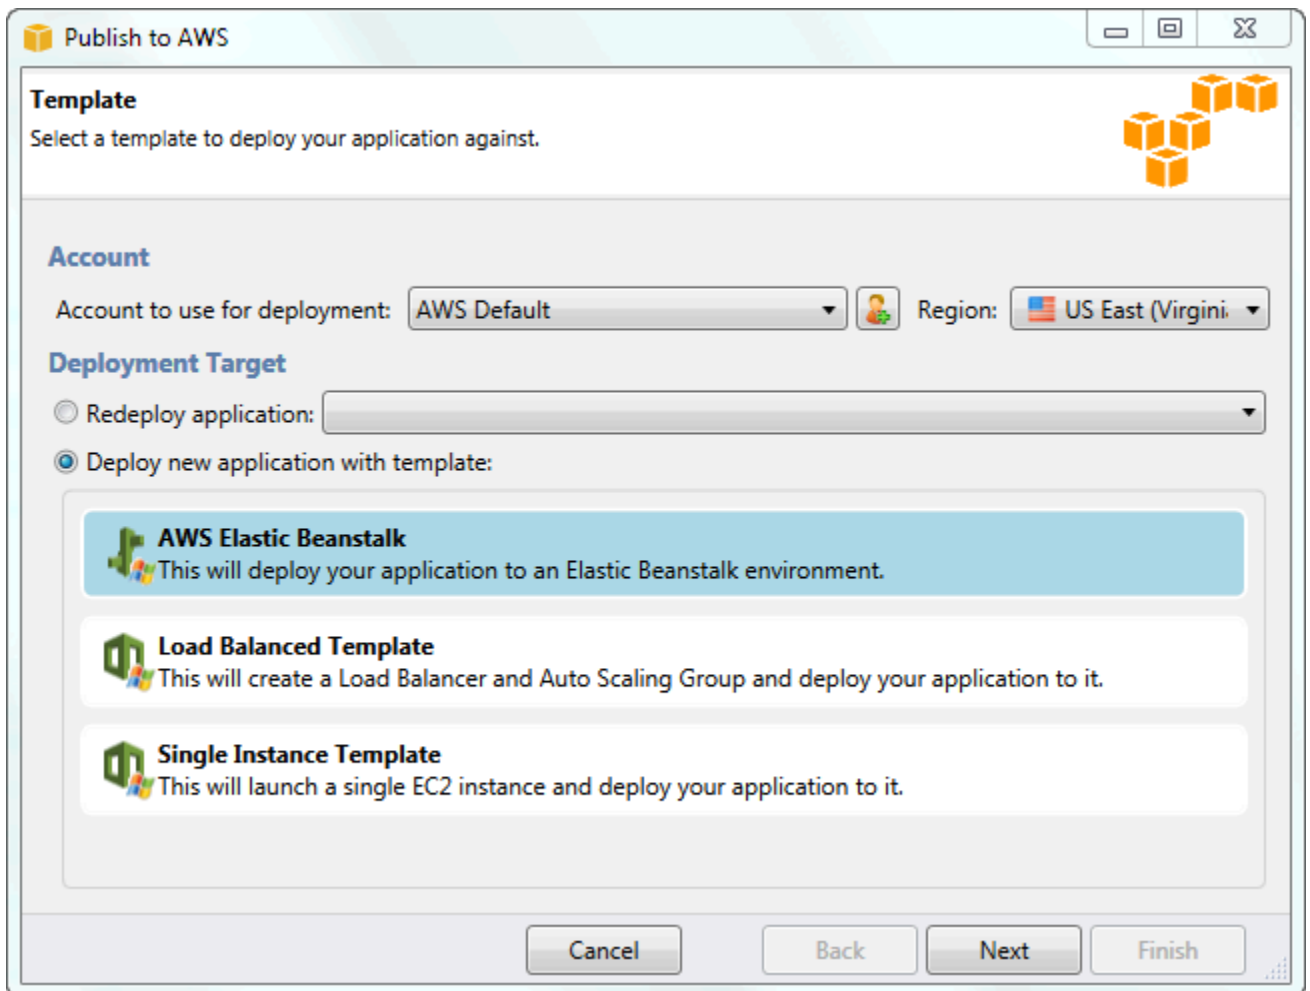 Publish to AWS
Template
Select a template to deploy your application against.
Account
Account to use for deployment: AWS Default Region: US East (Virgini
Deployment Target
Redeploy application:
Deploy new application with template:
AWS Elastic Beanstalk
This will deploy your application to an Elastic Beanstalk environment.
Load Balanced Template
This will create a Load Balancer and Auto Scaling Group and deploy your application to it.
Single Instance Template
This will launch a single EC2 instance and deploy your application to it.
Cancel Back Next Finish